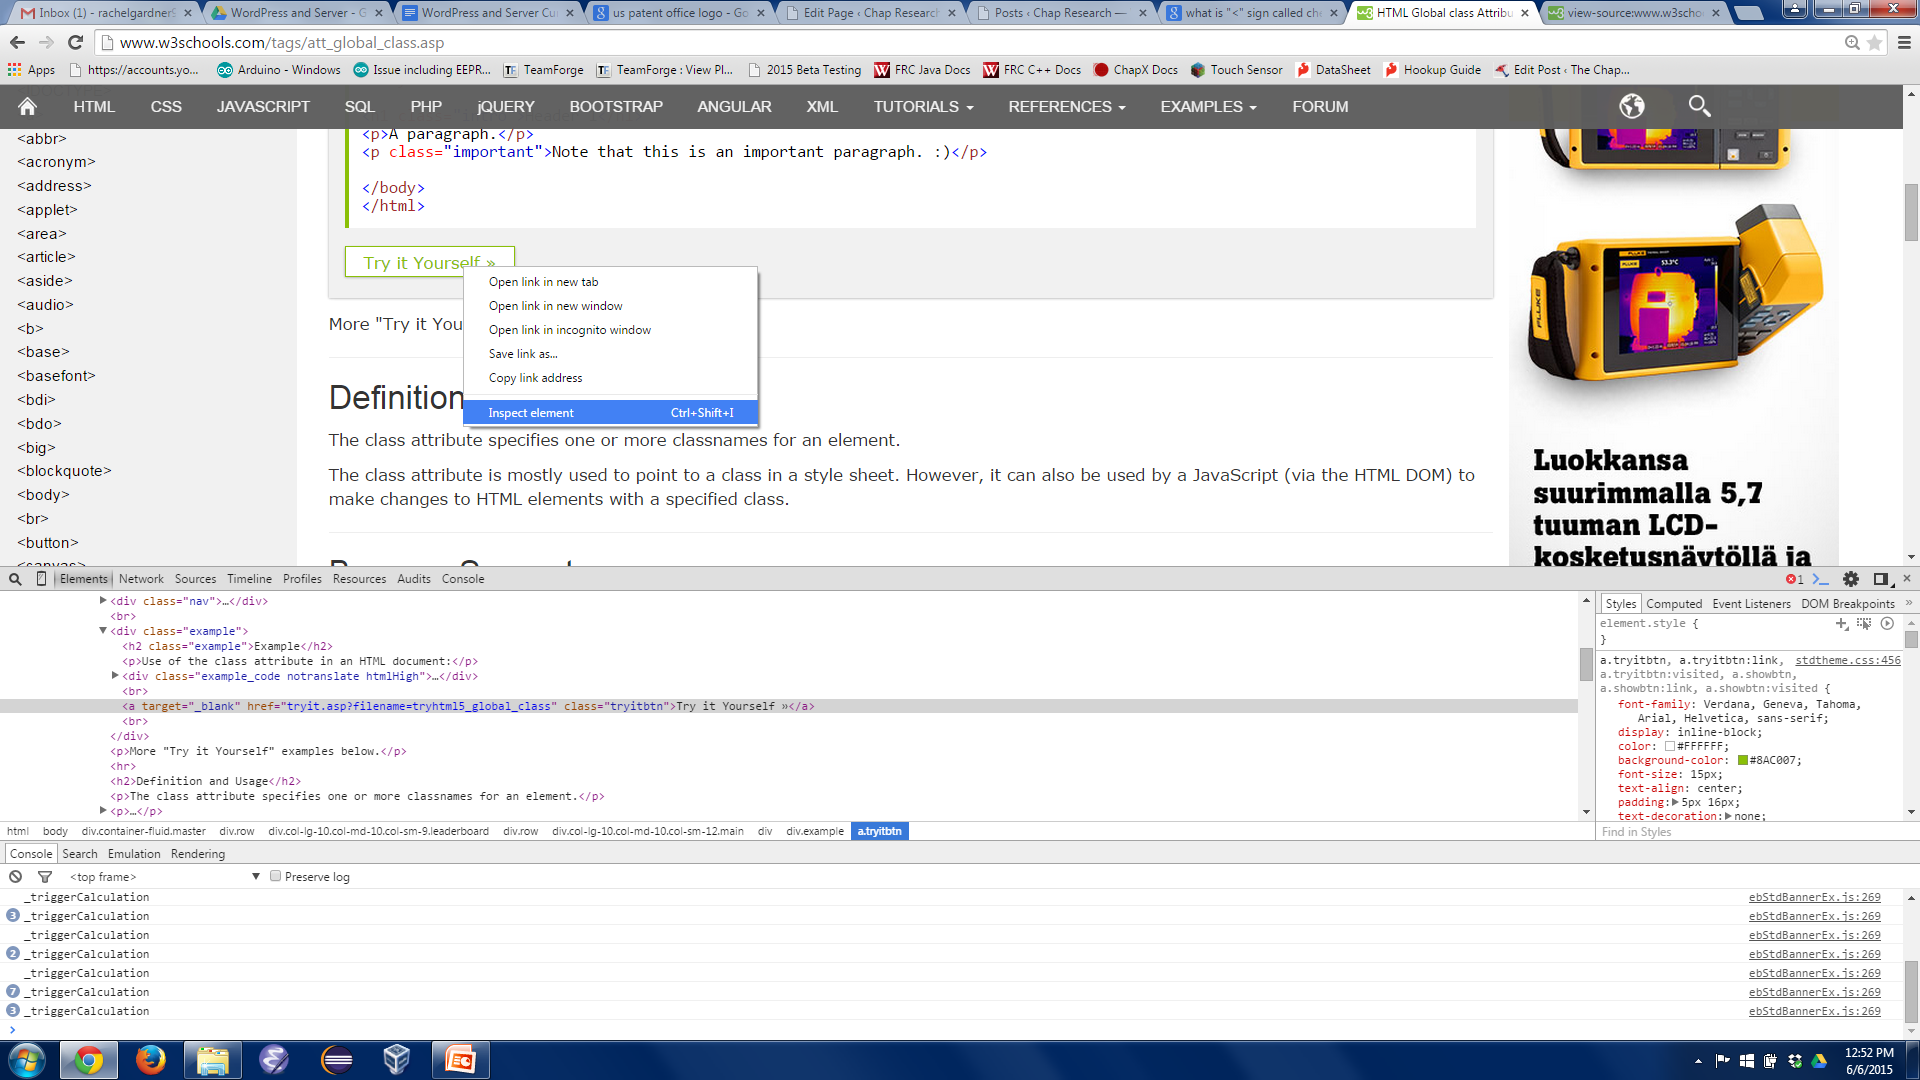 Inbox (1) - rachelgardner9
WordPress and Server - G
WordPress and Server Cur
us patent office logo - Go
Edit Page ‹ Chap Research
Posts ‹ Chap Research —
what is "<" sign called che
HTML Global class Attribu
view-source:www.w3scho
www.w3schools.com/tags/att_global_class.asp
Apps
https://accounts.yo...
Arduino - Windows
Issue including EEPR...
TeamForge
TeamForge : View Pl...
2015 Beta Testing
FRC Java Docs
FRC C++ Docs
ChapX Docs
Touch Sensor
DataSheet
Hookup Guide
Edit Post ‹ The Chap...
HTML CSS JAVASCRIPT SQL PHP jQUERY BOOTSTRAP ANGULAR XML TUTORIALS REFERENCES EXAMPLES FORUM
<abbr>
<acronym>
<address>
<applet>
<area>
<article>
<aside>
<audio>
<b>
<base>
<basefont>
<bdi>
<bdo>
<big>
<blockquote>
<body>
<br>
<button>
<canvas>
<p>A paragraph.</p>
<p class="important">Note that this is an important paragraph. :)</p>
</body>
</html>
Try it Yourself »
Open link in new tab
Open link in new window
Open link in incognito window
Save link as...
Copy link address
Inspect element Ctrl+Shift+I
More "Try it You
Definition
The class attribute specifies one or more classnames for an element.
The class attribute is mostly used to point to a class in a style sheet. However, it can also be used by a JavaScript (via the HTML DOM) to
make changes to HTML elements with a specified class.
FLUKE
53.3°C
FLUKE
Luokkansa
suurimmalla 5,7
tuuman LCD-
kosketusnäytöllä ja
Elements Network Sources Timeline Profiles Resources Audits Console
1
<div class="nav">…</div>
<br>
<div class="example">
<h2 class="example">Example</h2>
<p>Use of the class attribute in an HTML document:</p>
<div class="example_code notranslate htmlHigh">…</div>
<br>
<a target="_blank" href="tryit.asp?filename=tryhtml5_global_class" class="tryitbtn">Try it Yourself »</a>
<br>
</div>
<p>More "Try it Yourself" examples below.</p>
<hr>
<h2>Definition and Usage</h2>
<p>The class attribute specifies one or more classnames for an element.</p>
<p>…</p>
Styles Computed Event Listeners DOM Breakpoints »
element.style {
}
a.tryitbtn, a.tryitbtn:link, stdtheme.css:456
a.tryitbtn:visited, a.showbtn,
a.showbtn:link, a.showbtn:visited {
font-family: Verdana, Geneva, Tahoma,
Arial, Helvetica, sans-serif;
display: inline-block;
color: #FFFFFF;
background-color: #8AC007;
font-size: 15px;
text-align: center;
padding: 5px 16px;
text-decoration: none;
Find in Styles
html body div.container-fluid.master div.row div.col-lg-10.col-md-10.col-sm-9.leaderboard div.row div.col-lg-10.col-md-10.col-sm-12.main div div.example a.tryitbtn
Console Search Emulation Rendering
<top frame> Preserve log
_triggerCalculation ebStdBannerEx.js:269
3 _triggerCalculation ebStdBannerEx.js:269
_triggerCalculation ebStdBannerEx.js:269
2 _triggerCalculation ebStdBannerEx.js:269
_triggerCalculation ebStdBannerEx.js:269
7 _triggerCalculation ebStdBannerEx.js:269
3 _triggerCalculation ebStdBannerEx.js:269
12:52 PM
6/6/2015